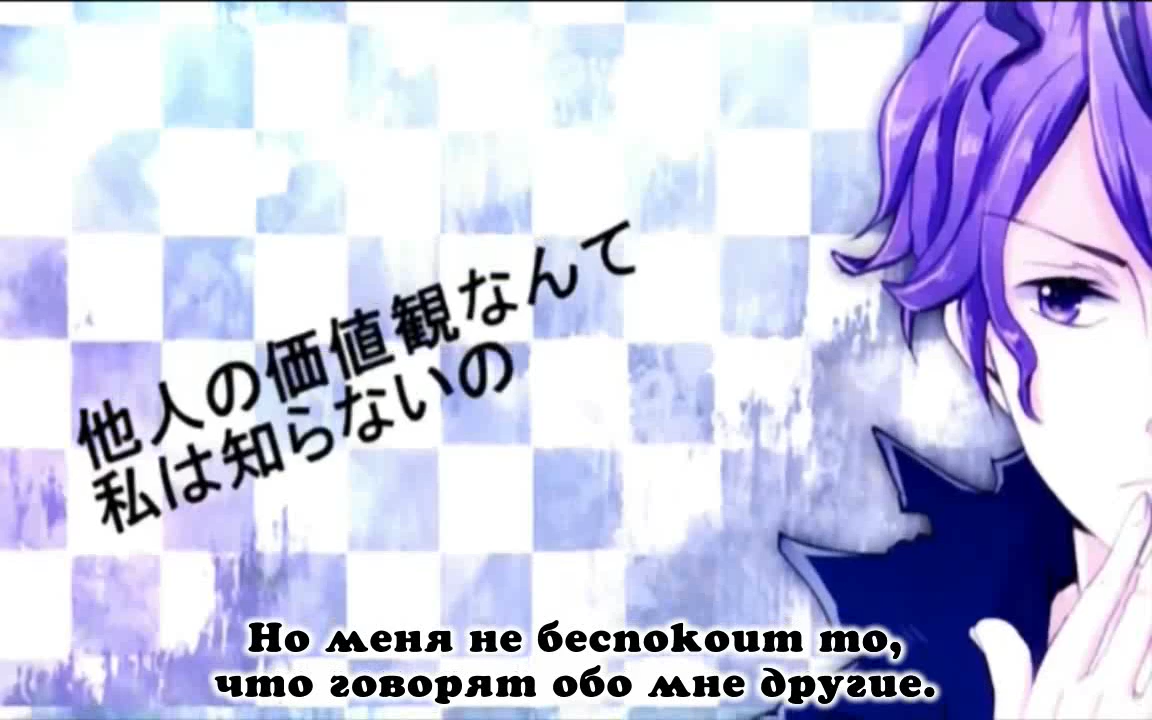 他人の価値観なんて
私は知らないの
Но меня не беспокоит то,
что говорят обо мне другие.